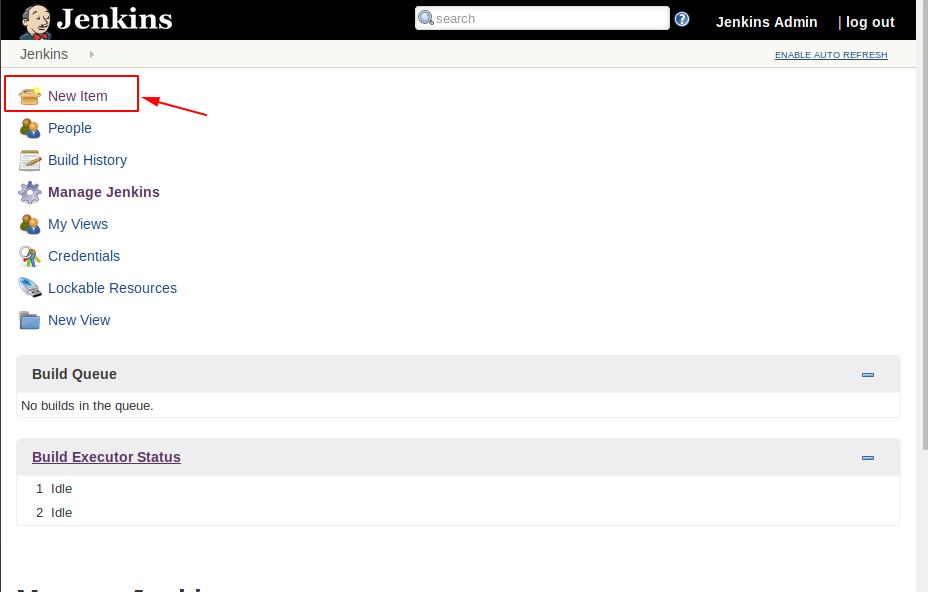 Jenkins
search
Jenkins Admin
| log out
Jenkins
ENABLE AUTO REFRESH
New Item
People
Build History
Manage Jenkins
My Views
Credentials
Lockable Resources
New View
Build Queue
No builds in the queue.
Build Executor Status
1 Idle
2 Idle